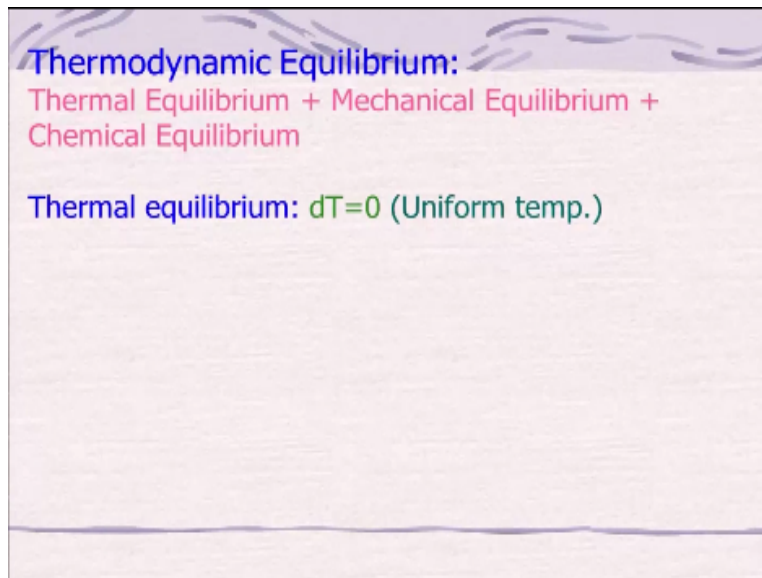 Thermodynamic Equilibrium:
Thermal Equilibrium + Mechanical Equilibrium +
Chemical Equilibrium
Thermal equilibrium: dT=0 (Uniform temp.)